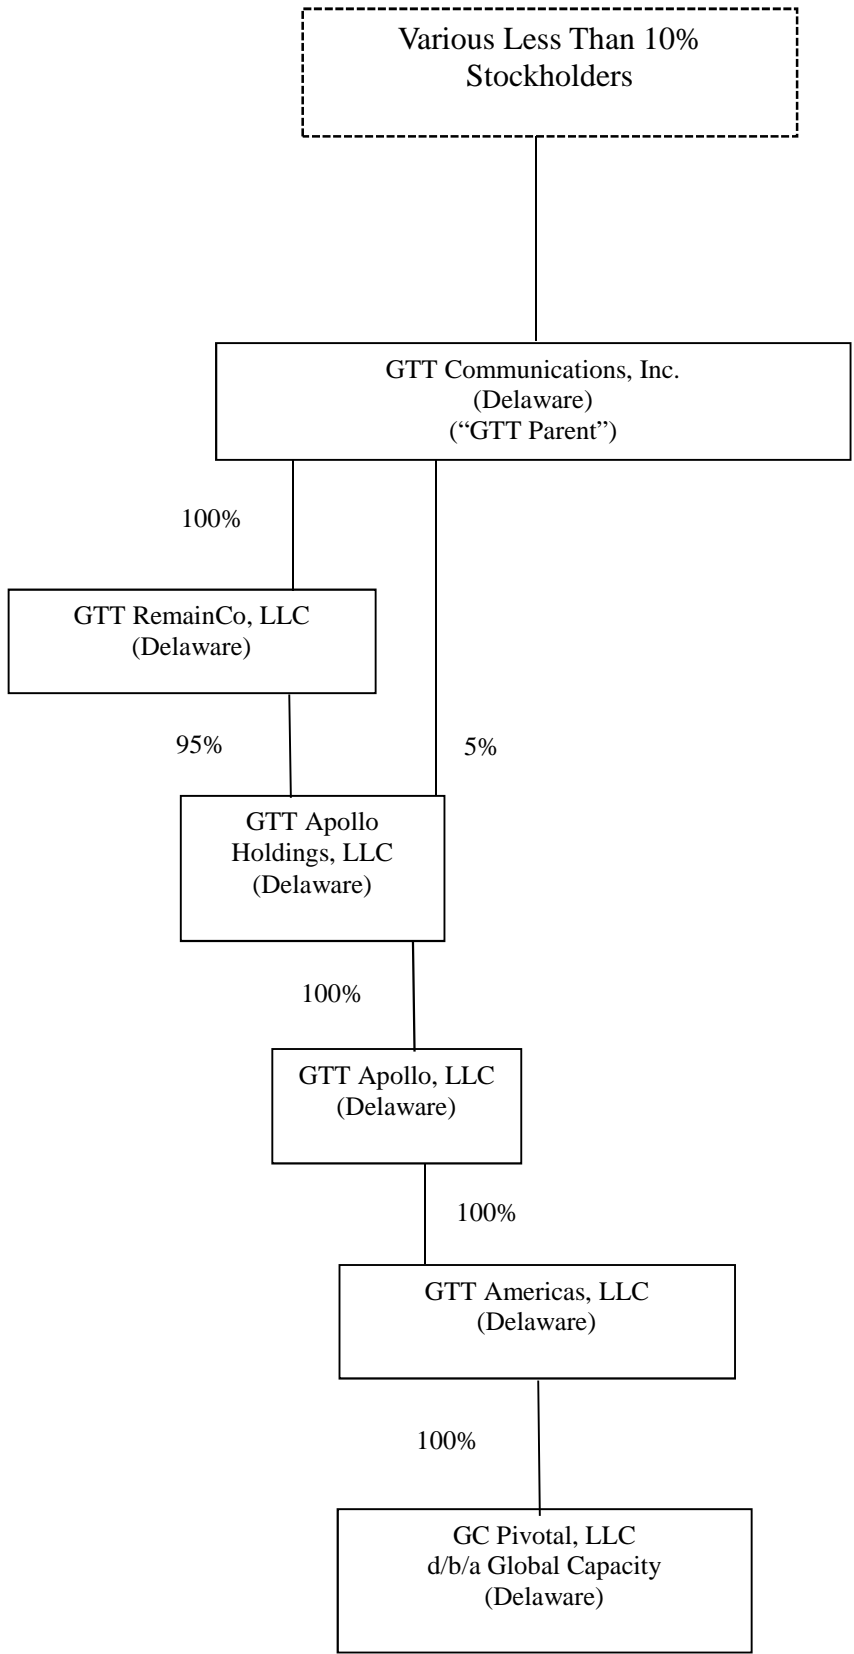 Various Less Than 10%
Stockholders
GTT Communications, Inc.
(Delaware)
(“GTT Parent”)
100%
GTT RemainCo, LLC
(Delaware)
95%
5%
GTT Apollo
Holdings, LLC
(Delaware)
100%
GTT Apollo, LLC
(Delaware)
100%
GTT Americas, LLC
(Delaware)
100%
GC Pivotal, LLC
d/b/a Global Capacity
(Delaware)